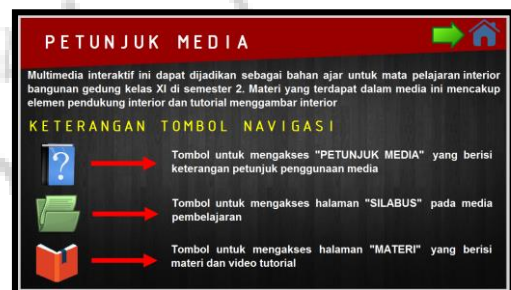 PETUNJUK MEDIA
Multimedia interaktif ini dapat dijadikan sebagai bahan ajar untuk mata pelajaran interior
bangunan gedung kelas XI di semester 2. Materi yang terdapat dalam media ini mencakup
elemen pendukung interior dan tutorial menggambar interior
KETERANGAN TOMBOL NAVIGASI
?
Tombol untuk mengakses "PETUNJUK MEDIA" yang berisi
keterangan petunjuk penggunaan media
Tombol untuk mengakses halaman "SILABUS" pada media
pembelajaran
Tombol untuk mengakses halaman "MATERI" yang berisi
materi dan video tutorial